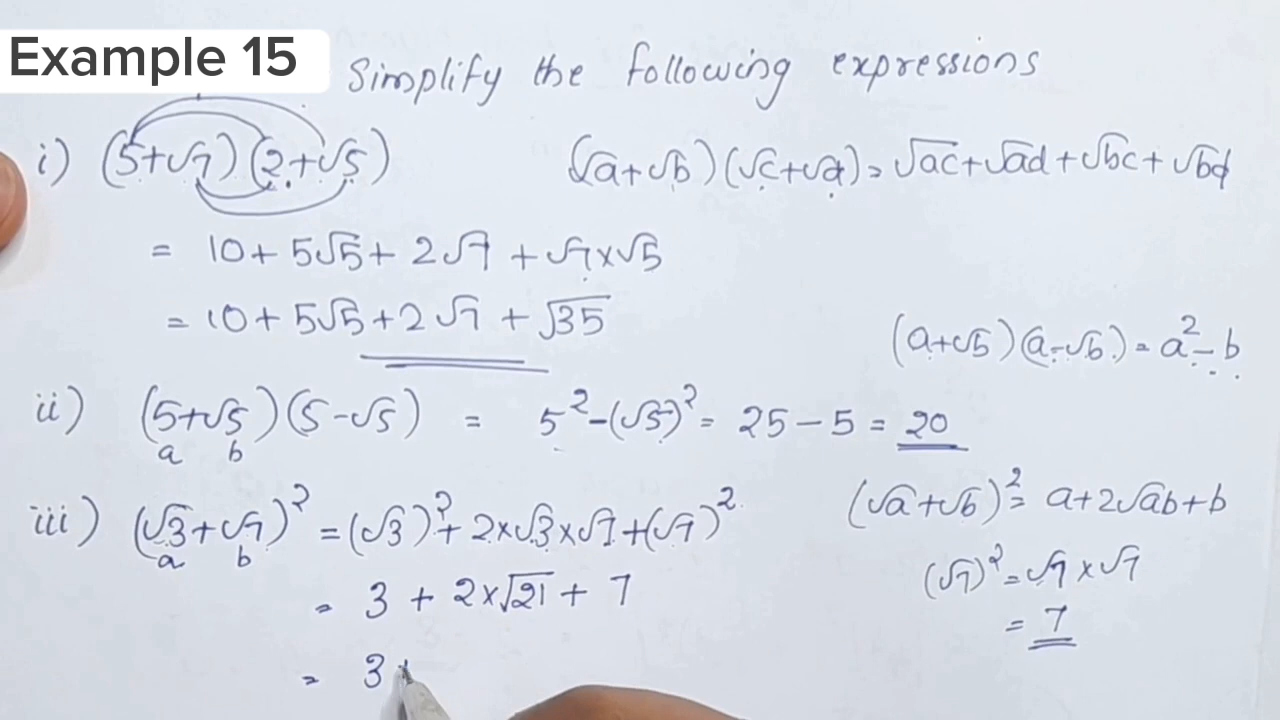 Example 15
Simplify the following expressions
i) (5+√7)(2+√5)
(√a+√b)(√c+√d)=√ac+√ad+√bc+√bd
= 10+5√5+2√7+√7×√5
= 10+5√5+2√7+√35
(a+√b)(a-√b)=a²-b
ii) (5+√5)(5-√5) = 5²-(√5)² = 25-5 = 20
a b
iii) (√3+√7)² = (√3)²+2×√3×√7+(√7)²
a b
(√a+√b)²= a+2√ab+b
= 3 + 2×√21 + 7
(√7)²=√7×√7
= 7
= 3+